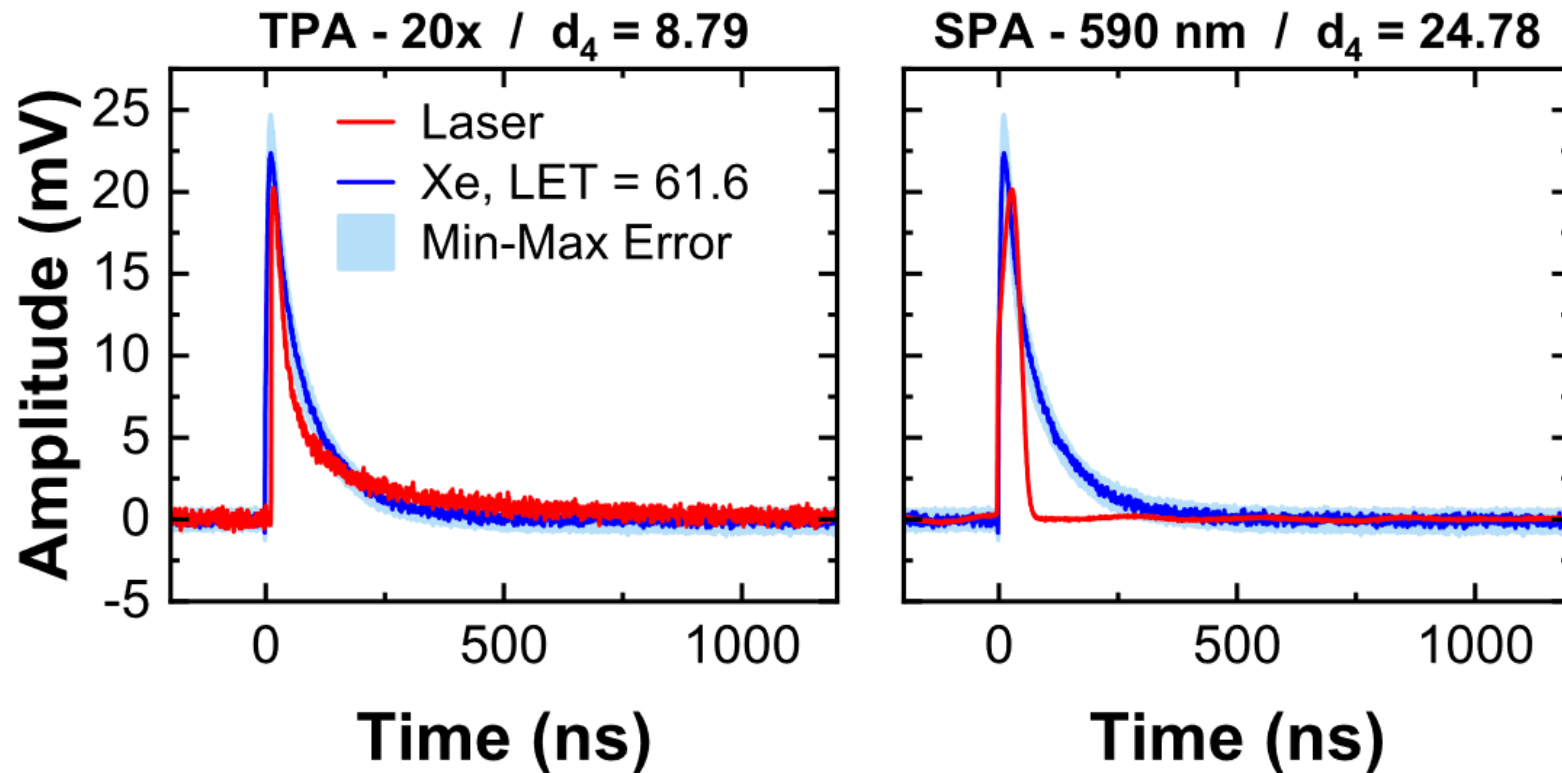 TPA - 20x / d₄ = 8.79
SPA - 590 nm / d₄ = 24.78
Amplitude (mV)
25
20
15
10
5
0
-5
Laser
Xe, LET = 61.6
Min-Max Error
0 500 1000
0 500 1000
Time (ns)
Time (ns)